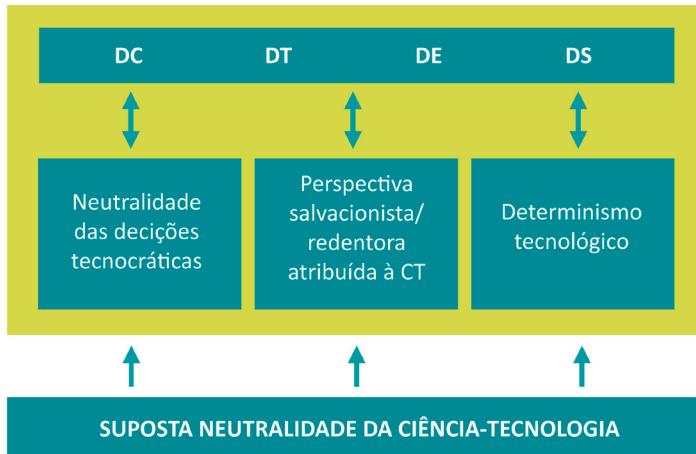 DC DT DE DS
Neutralidade
das decições
tecnocráticas
Perspectiva
salvacionista/
redentora
atribuída à CT
Determinismo
tecnológico
SUPOSTA NEUTRALIDADE DA CIÊNCIA-TECNOLOGIA